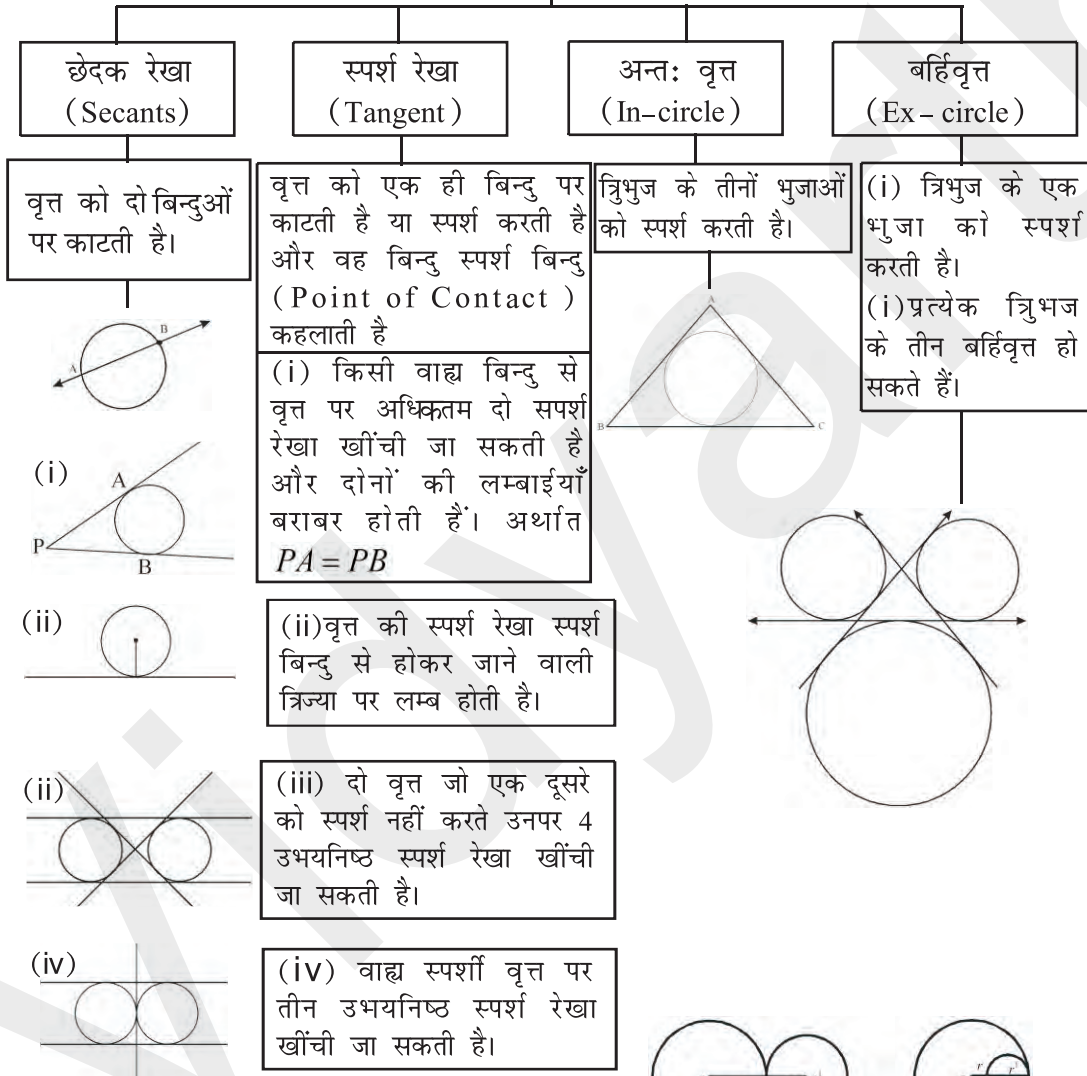 छेदक रेखा
(Secants)
स्पर्श रेखा
(Tangent)
अन्त: वृत्त
(In-circle)
बर्हिवृत्त
(Ex-circle)
वृत्त को दो बिन्दुओं
पर काटती है।
वृत्त को एक ही बिन्दु पर
काटती है या स्पर्श करती है
और वह बिन्दु स्पर्श बिन्दु
(Point of Contact)
कहलाती है
त्रिभुज के तीनों भुजाओं
को स्पर्श करती है।
(i) त्रिभुज के एक
भुजा को स्पर्श
करती है।
(i)प्रत्येक त्रिुभज
के तीन बर्हिवृत्त हो
सकते हैं।
A
B
A
B
C
(i) किसी वाह्य बिन्दु से
वृत्त पर अधिकतम दो सपर्श
रेखा खींची जा सकती है
और दोनों की लम्बाईयाँ
बराबर होती हैं। अर्थात
PA = PB
(i)
A
P
B
(ii)
(ii)वृत्त की स्पर्श रेखा स्पर्श
बिन्दु से होकर जाने वाली
त्रिज्या पर लम्ब होती है।
(ii)
(iii) दो वृत्त जो एक दूसरे
को स्पर्श नहीं करते उनपर 4
उभयनिष्ठ स्पर्श रेखा खींची
जा सकती है।
(iv)
(iv) वाह्य स्पर्शी वृत्त पर
तीन उभयनिष्ठ स्पर्श रेखा
खींची जा सकती है।